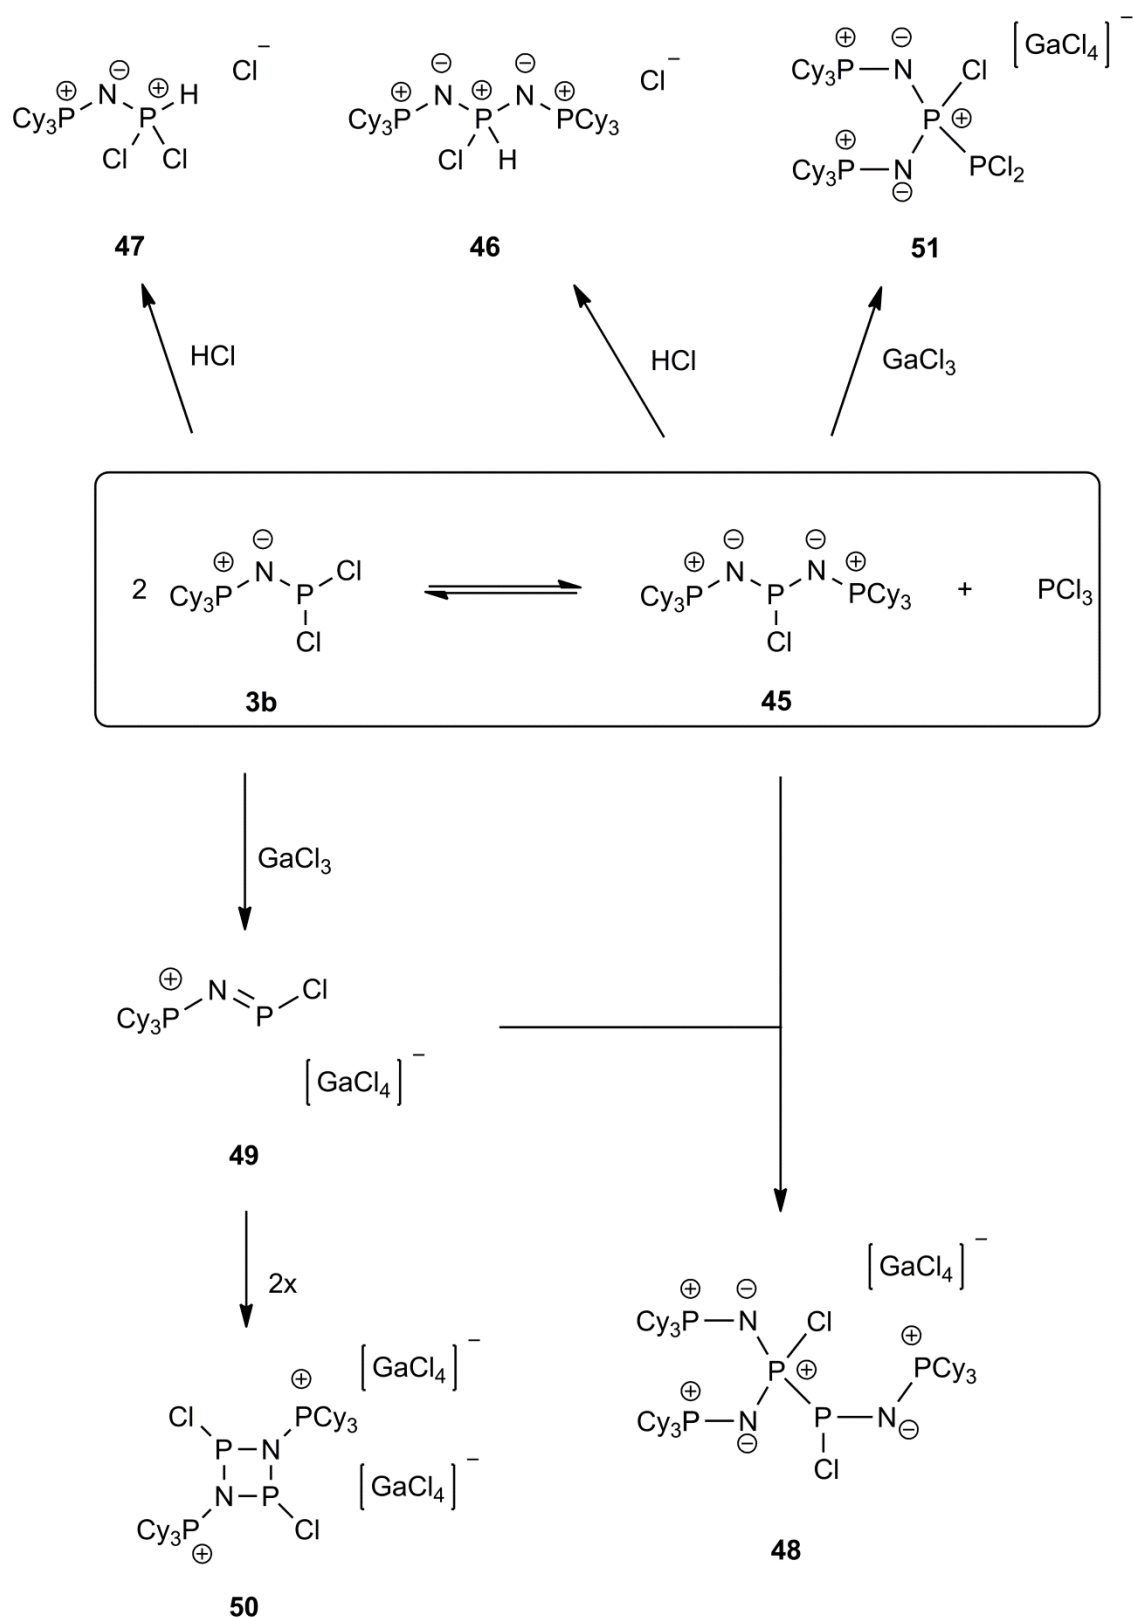 Cy₃P⊕ N⊖ P⊕ H Cl Cl Cl⁻
47
Cy₃P⊕ N⊖ P⊕ N⊖ PCy₃⊕ Cl H Cl⁻
46
Cy₃P⊕ N⊖ Cl P⊕ Cy₃P⊕ N⊖ PCl₂ [GaCl₄]⁻
51
HCl
HCl
GaCl₃
2 Cy₃P⊕ N⊖ P Cl Cl
3b
Cy₃P⊕ N⊖ P N⊖ PCy₃⊕ Cl
45
+ PCl₃
GaCl₃
Cy₃P⊕ N P Cl
[GaCl₄]⁻
49
2x
Cl P N PCy₃⊕ [GaCl₄]⁻
Cy₃P⊕ N P Cl [GaCl₄]⁻
50
[GaCl₄]⁻
Cy₃P⊕ N⊖ Cl
P⊕ PCy₃⊕
Cy₃P⊕ N⊖ P N⊖
Cl
48